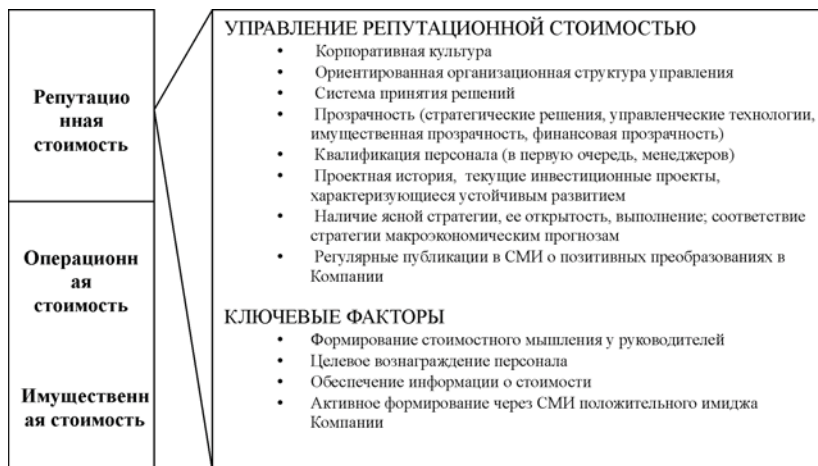 Репутацио
нная
стоимость
Операционн
ая
стоимость
Имущественн
ая стоимость
УПРАВЛЕНИЕ РЕПУТАЦИОННОЙ СТОИМОСТЬЮ
• Корпоративная культура
• Ориентированная организационная структура управления
• Система принятия решений
• Прозрачность (стратегические решения, управленческие технологии,
имущественная прозрачность, финансовая прозрачность)
• Квалификация персонала (в первую очередь, менеджеров)
• Проектная история, текущие инвестиционные проекты,
характеризующиеся устойчивым развитием
• Наличие ясной стратегии, ее открытость, выполнение; соответствие
стратегии макроэкономическим прогнозам
• Регулярные публикации в СМИ о позитивных преобразованиях в
Компании
КЛЮЧЕВЫЕ ФАКТОРЫ
• Формирование стоимостного мышления у руководителей
• Целевое вознаграждение персонала
• Обеспечение информации о стоимости
• Активное формирование через СМИ положительного имиджа
Компании